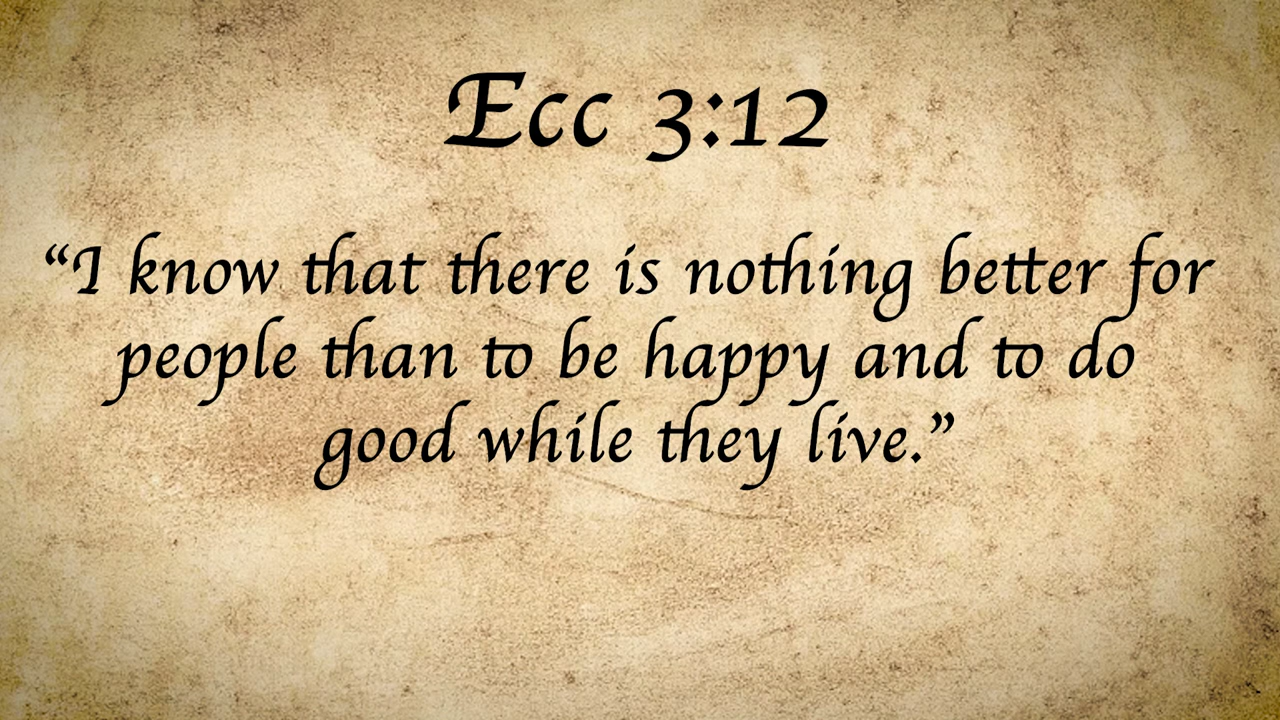 Ecc 3:12
“I know that there is nothing better for
people than to be happy and to do
good while they live.”